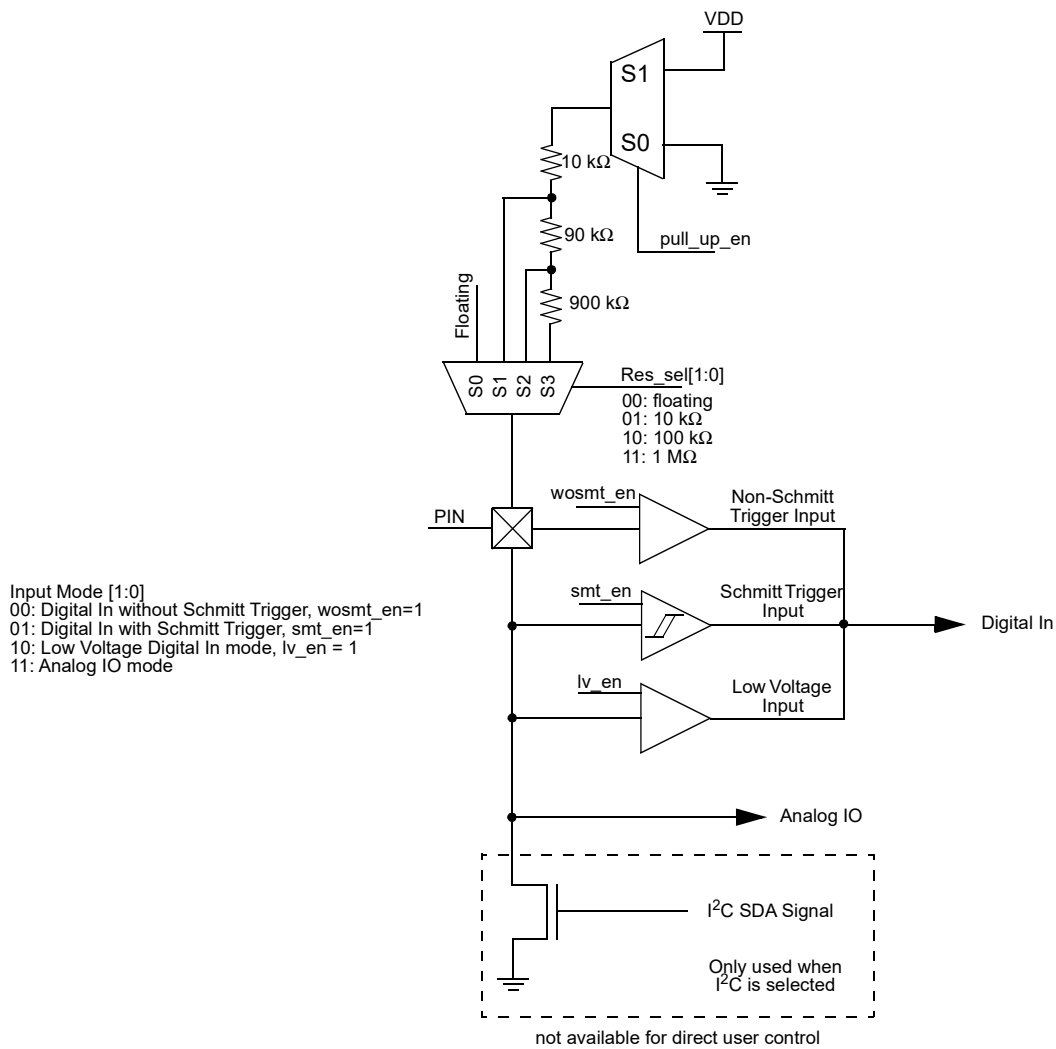 VDD
S1
S0
10 kΩ
pull_up_en
90 kΩ
Floating
900 kΩ
S0
S1
S2
S3
Res_sel[1:0]
00: floating
01: 10 kΩ
10: 100 kΩ
11: 1 MΩ
PIN
wosmt_en
Non-Schmitt
Trigger Input
Input Mode [1:0]
00: Digital In without Schmitt Trigger, wosmt_en=1
01: Digital In with Schmitt Trigger, smt_en=1
10: Low Voltage Digital In mode, lv_en = 1
11: Analog IO mode
smt_en
Schmitt Trigger
Input
Digital In
lv_en
Low Voltage
Input
Analog IO
I²C SDA Signal
Only used when
I²C is selected
not available for direct user control